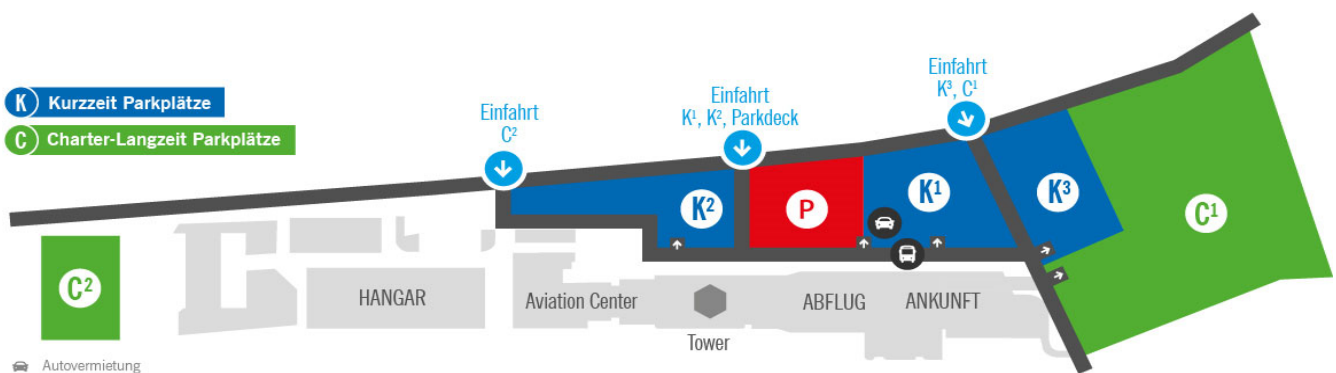 K Kurzzeit Parkplätze
C Charter-Langzeit Parkplätze
Einfahrt
C²
Einfahrt
K¹, K², Parkdeck
Einfahrt
K³, C¹
K²
P
K¹
K³
C¹
C²
HANGAR
Aviation Center
Tower
ABFLUG
ANKUNFT
Autovermietung